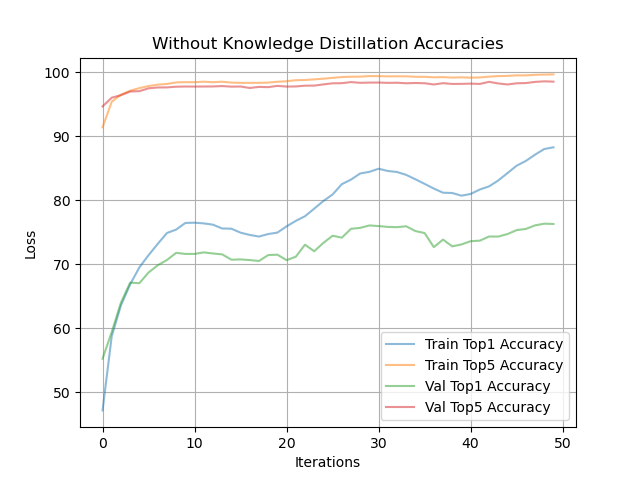 Without Knowledge Distillation Accuracies
100
90
80
70
60
50
Loss
0
10
20
30
40
50
Iterations
Train Top1 Accuracy
Train Top5 Accuracy
Val Top1 Accuracy
Val Top5 Accuracy